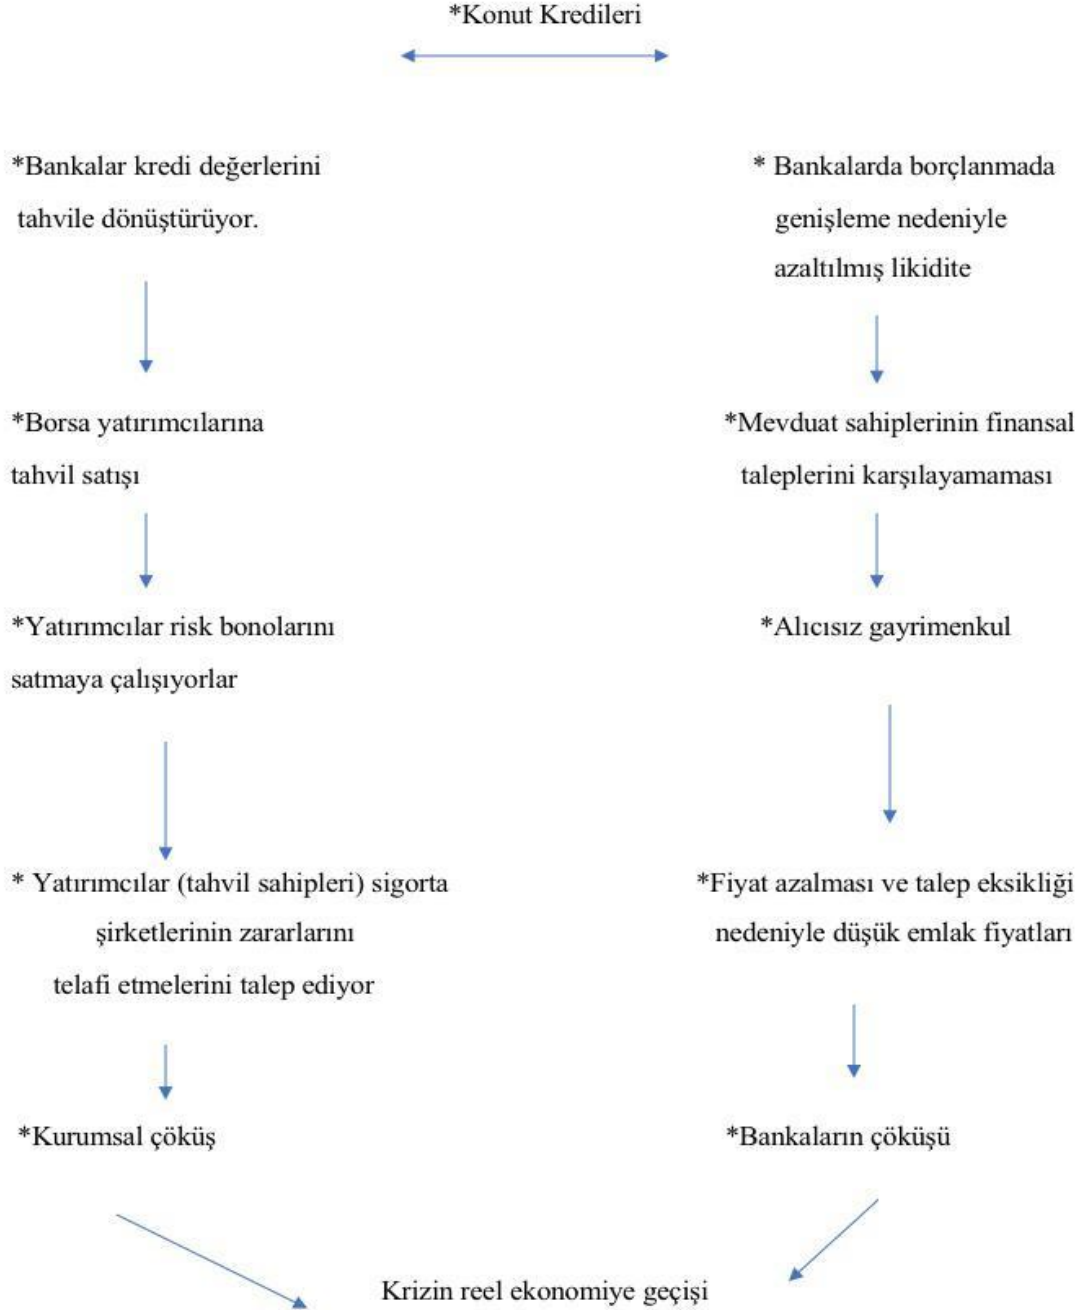 *Konut Kredileri
*Bankalar kredi değerlerini
tahvile dönüştürüyor.
* Bankalarda borçlanmada
genişleme nedeniyle
azaltılmış likidite
*Borsa yatırımcılarına
tahvil satışı
*Mevduat sahiplerinin finansal
taleplerini karşılayamaması
*Yatırımcılar risk bonolarını
satmaya çalışıyorlar
*Alıcısız gayrimenkul
* Yatırımcılar (tahvil sahipleri) sigorta
şirketlerinin zararlarını
telafi etmelerini talep ediyor
*Fiyat azalması ve talep eksikliği
nedeniyle düşük emlak fiyatları
*Kurumsal çöküş
*Bankaların çöküşü
Krizin reel ekonomiye geçişi